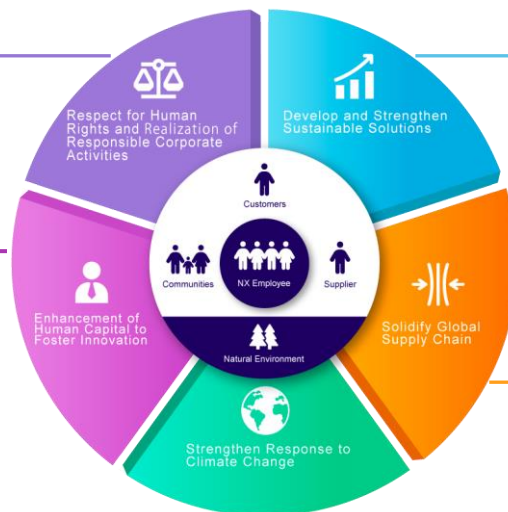 Respect for Human
Rights and Realization of
Responsible Corporate
Activities
Develop and Strengthen
Sustainable Solutions
Customers
Communities
NX Employee
Supplier
Natural Environment
Enhancement of
Human Capital to
Foster Innovation
Solidify Global
Supply Chain
Strengthen Response to
Climate Change